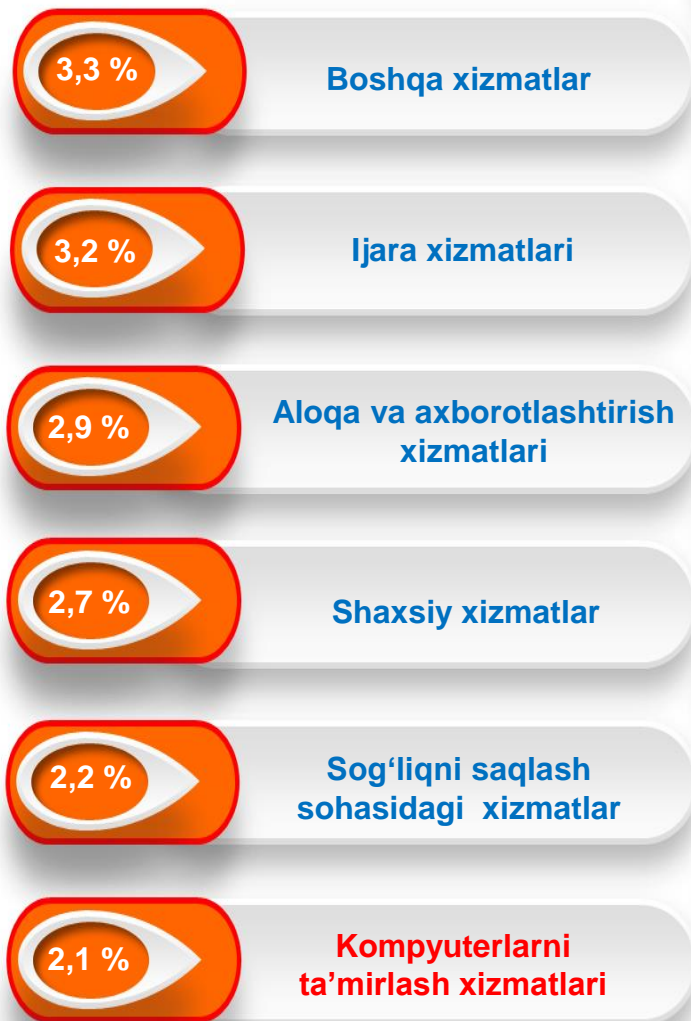 3,3 %
Boshqa xizmatlar
3,2 %
Ijara xizmatlari
2,9 %
Aloqa va axborotlashtirish
xizmatlari
2,7 %
Shaxsiy xizmatlar
2,2 %
Sog‘liqni saqlash
sohasidagi xizmatlar
2,1 %
Kompyuterlarni
ta’mirlash xizmatlari